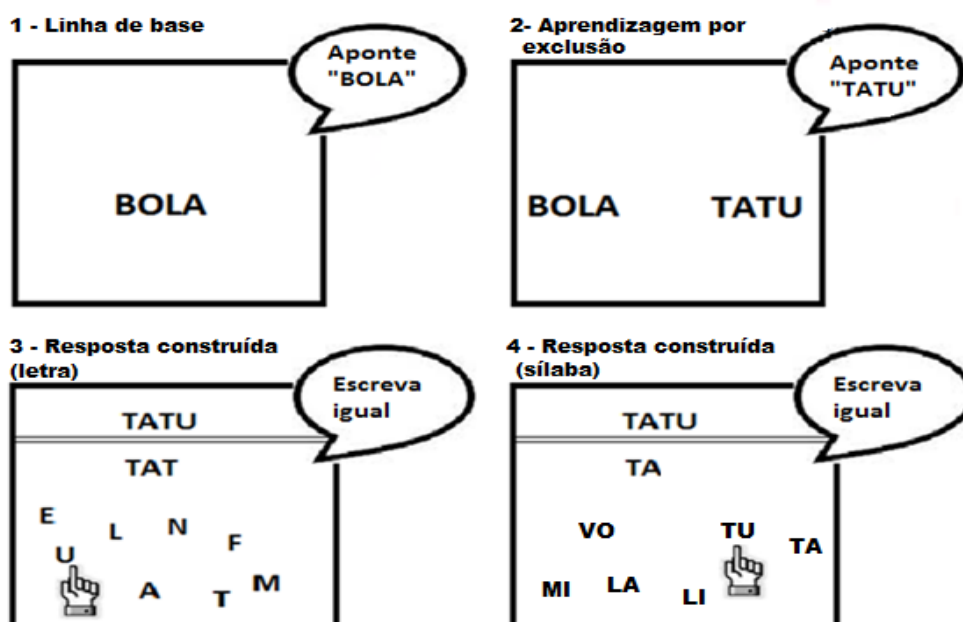 1 - Linha de base
Aponte
"BOLA"
BOLA
2- Aprendizagem por
exclusão
Aponte
"TATU"
BOLA TATU
3 - Resposta construída
(letra)
Escreva
igual
TATU
TAT
E L N F
U A T M
4 - Resposta construída
(sílaba)
Escreva
igual
TATU
TA
VO TU TA
MI LA LI